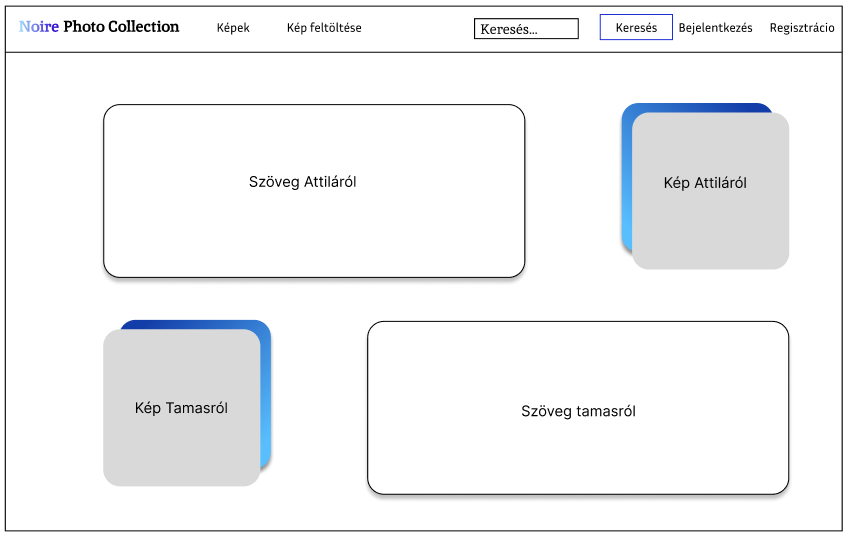 Noire Photo Collection Képek Kép feltöltése Keresés... Keresés Bejelentkezés Regisztrácio
Szöveg Attiláról
Kép Attiláról
Kép Tamasról
Szöveg tamasról